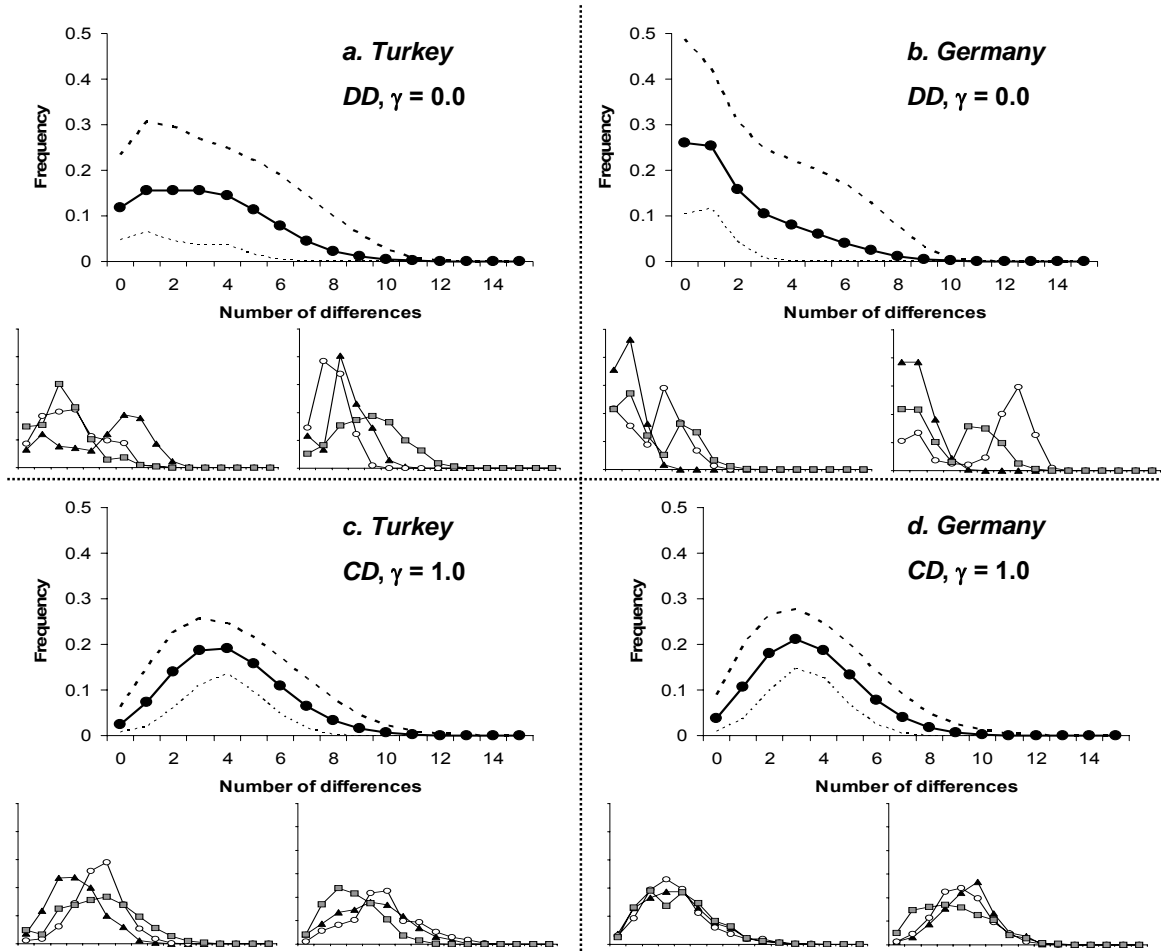 a. Turkey
DD, γ = 0.0
0.5
0.4
0.3
0.2
0.1
0
Frequency
0 2 4 6 8 10 12 14
Number of differences
b. Germany
DD, γ = 0.0
0.5
0.4
0.3
0.2
0.1
0
Frequency
0 2 4 6 8 10 12 14
Number of differences
c. Turkey
CD, γ = 1.0
0.5
0.4
0.3
0.2
0.1
0
Frequency
0 2 4 6 8 10 12 14
Number of differences
d. Germany
CD, γ = 1.0
0.5
0.4
0.3
0.2
0.1
0
Frequency
0 2 4 6 8 10 12 14
Number of differences